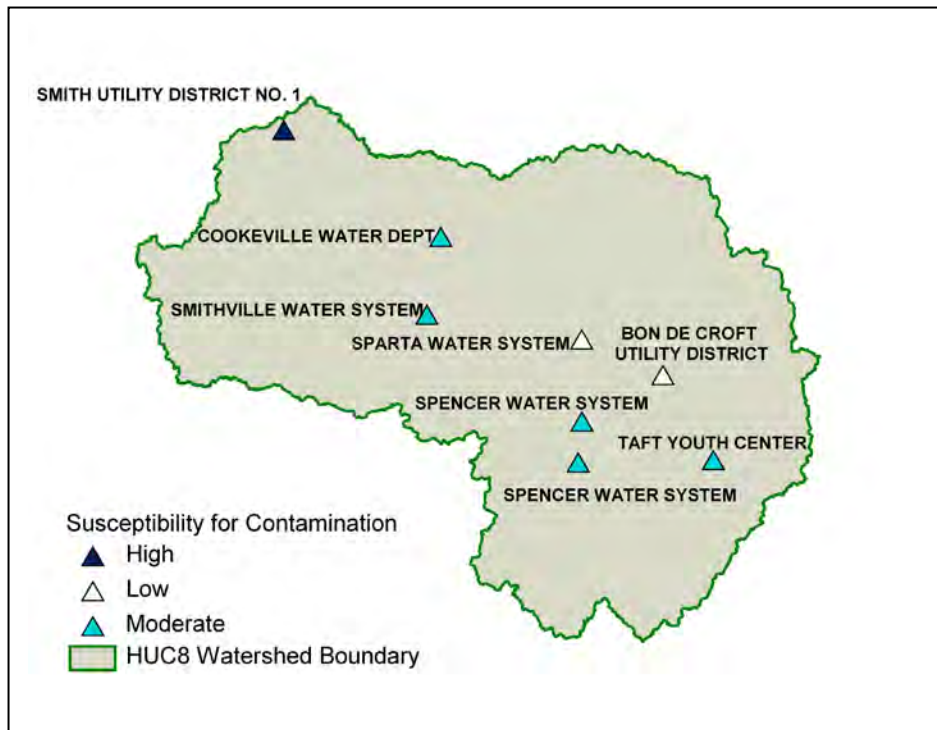 SMITH UTILITY DISTRICT NO. 1
COOKEVILLE WATER DEPT
SMITHVILLE WATER SYSTEM
SPARTA WATER SYSTEM
BON DE CROFT
UTILITY DISTRICT
SPENCER WATER SYSTEM
TAFT YOUTH CENTER
SPENCER WATER SYSTEM
Susceptibility for Contamination
High
Low
Moderate
HUC8 Watershed Boundary